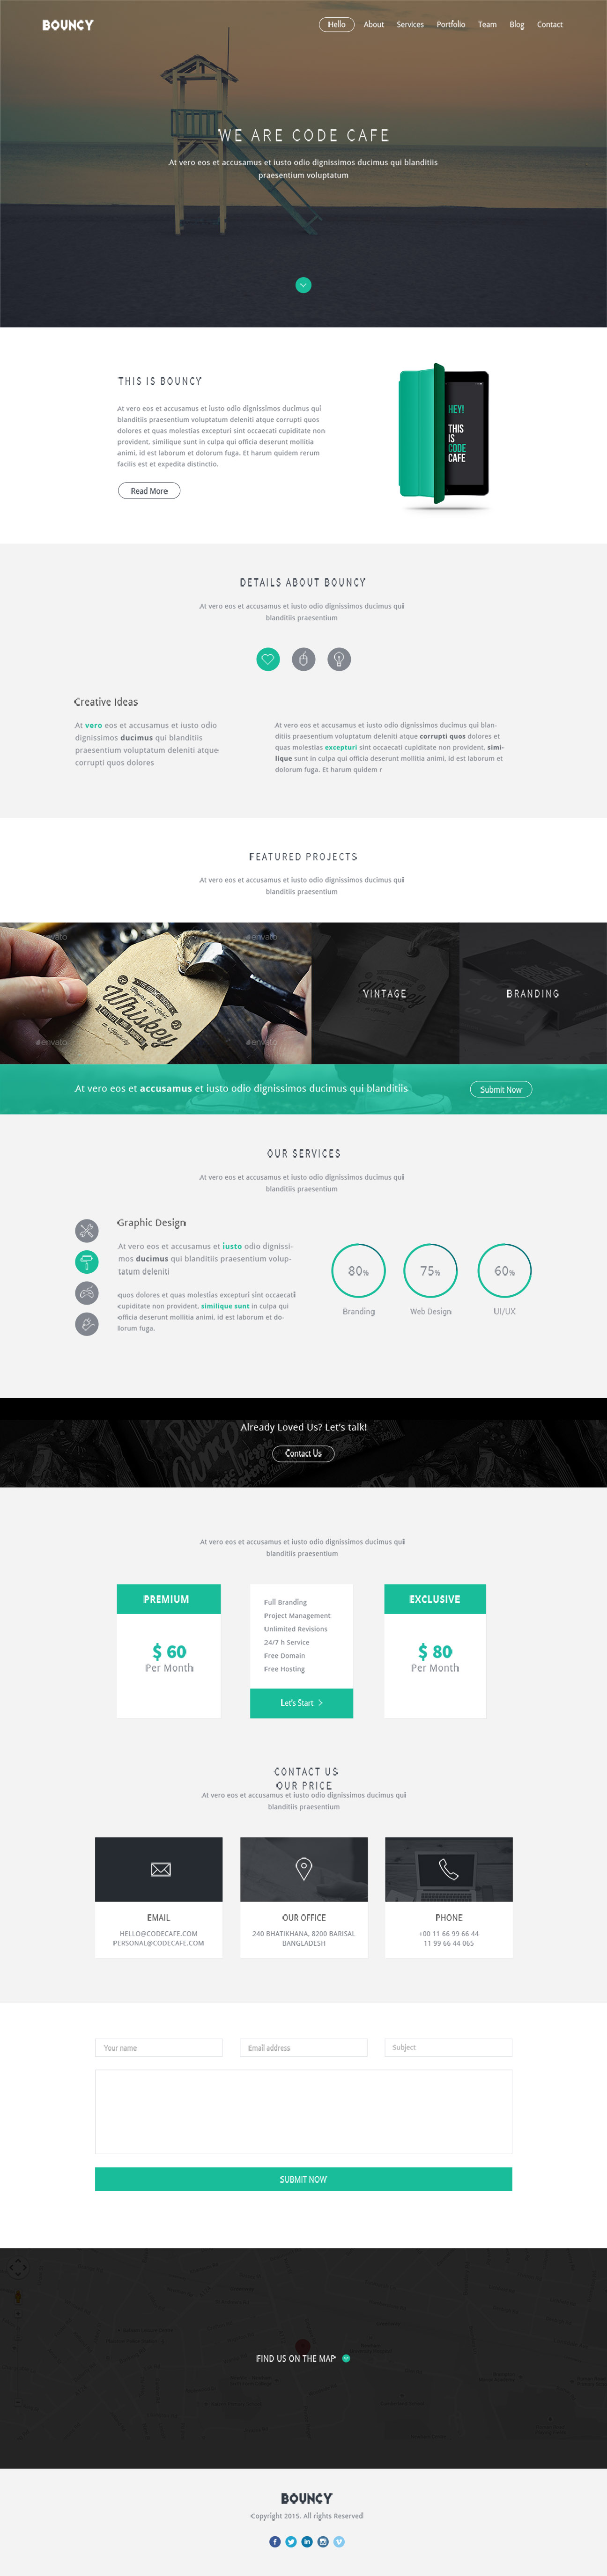 BOUNCY
Hello About Services Portfolio Team Blog Contact
WE ARE CODE CAFE
At vero eos et accusamus et iusto odio dignissimos ducimus qui blanditiis
praesentium voluptatum
THIS IS BOUNCY
At vero eos et accusamus et iusto odio dignissimos ducimus qui
blanditiis praesentium voluptatum deleniti atque corrupti quos
dolores et quas molestias excepturi sint occaecati cupiditate non
provident, similique sunt in culpa qui officia deserunt mollitia
animi, id est laborum et dolorum fuga. Et harum quidem rerum
facilis est et expedita distinctio.
Read More
HEY!
THIS
IS
CODE
CAFE
DETAILS ABOUT BOUNCY
At vero eos et accusamus et iusto odio dignissimos ducimus qui
blanditiis praesentium
Creative Ideas
At vero eos et accusamus et iusto odio
dignissimos ducimus qui blanditiis
praesentium voluptatum deleniti atque
corrupti quos dolores
At vero eos et accusamus et iusto odio dignissimos ducimus qui blan-
ditiis praesentium voluptatum deleniti atque corrupti quos dolores et
quas molestias excepturi sint occaecati cupiditate non provident, simi-
lique sunt in culpa qui officia deserunt mollitia animi, id est laborum et
dolorum fuga. Et harum quidem r
FEATURED PROJECTS
At vero eos et accusamus et iusto odio dignissimos ducimus qui
blanditiis praesentium
envato
envato
Whiskey
envato
envato
VINTAGE
BRANDING
At vero eos et accusamus et iusto odio dignissimos ducimus qui blanditiis
Submit Now
OUR SERVICES
At vero eos et accusamus et iusto odio dignissimos ducimus qui
blanditiis praesentium
Graphic Design
At vero eos et accusamus et iusto odio dignissi-
mos ducimus qui blanditiis praesentium volup-
tatum deleniti
quos dolores et quas molestias excepturi sint occaecati
cupiditate non provident, similique sunt in culpa qui
officia deserunt mollitia animi, id est laborum et do-
lorum fuga.
80% 75% 60%
Branding Web Design UI/UX
Already Loved Us? Let's talk!
Contact Us
At vero eos et accusamus et iusto odio dignissimos ducimus qui
blanditiis praesentium
PREMIUM
$ 60
Per Month
Full Branding
Project Management
Unlimited Revisions
24/7 h Service
Free Domain
Free Hosting
Let's Start
EXCLUSIVE
$ 80
Per Month
CONTACT US
OUR PRICE
At vero eos et accusamus et iusto odio dignissimos ducimus qui
blanditiis praesentium
EMAIL
HELLO@CODECAFE.COM
PERSONAL@CODECAFE.COM
OUR OFFICE
240 BHATIKHANA, 8200 BARISAL
BANGLADESH
PHONE
+00 11 66 99 66 44
11 99 66 44 065
Your name
Email address
Subject
SUBMIT NOW
FIND US ON THE MAP
BOUNCY
Copyright 2015. All rights Reserved